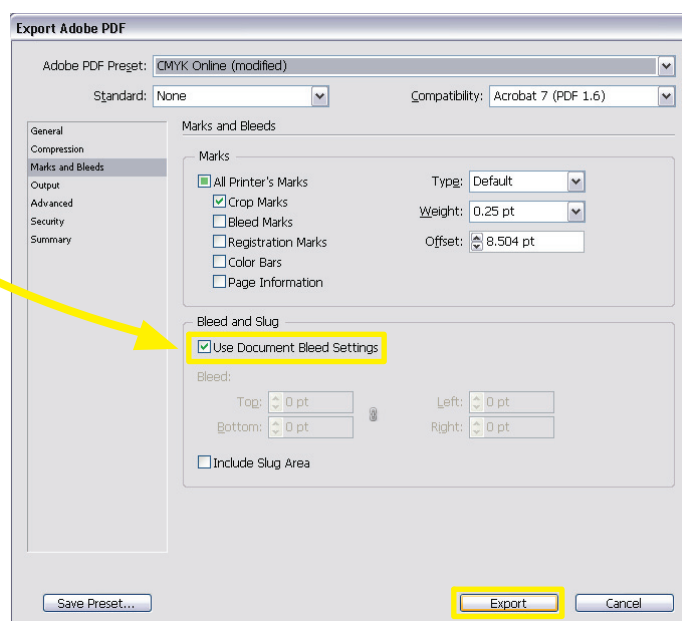 Export Adobe PDF
Adobe PDF Preset: CMYK Online (modified)
Standard: None Compatibility: Acrobat 7 (PDF 1.6)
General
Compression
Marks and Bleeds
Output
Advanced
Security
Summary
Marks and Bleeds
Marks
All Printer's Marks Type: Default
Crop Marks Weight: 0.25 pt
Bleed Marks
Registration Marks Offset: 8.504 pt
Color Bars
Page Information
Bleed and Slug
Use Document Bleed Settings
Bleed:
Top: 0 pt Left: 0 pt
Bottom: 0 pt Right: 0 pt
Include Slug Area
Save Preset... Export Cancel